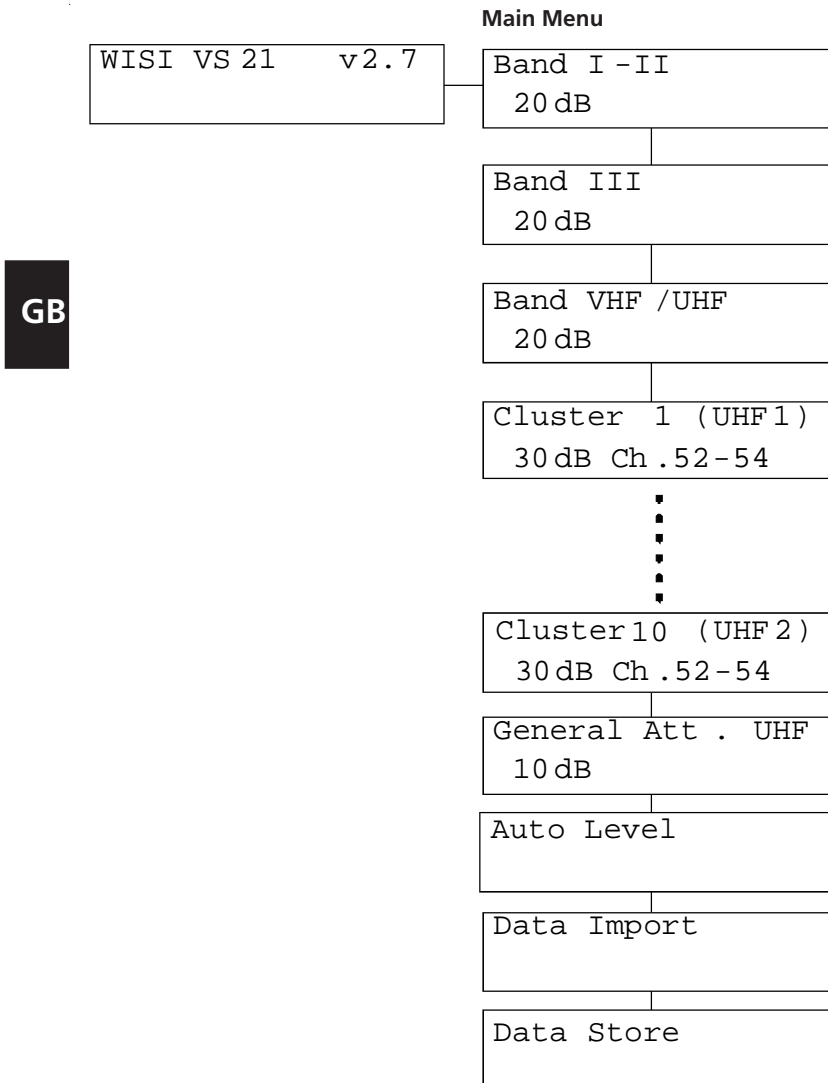 Main Menu
WISI VS 21 v2.7
Band I-II
20 dB
Band III
20 dB
GB
Band VHF /UHF
20 dB
Cluster 1 (UHF1)
30 dB Ch.52-54
Cluster 10 (UHF2)
30 dB Ch.52-54
General Att. UHF
10 dB
Auto Level
Data Import
Data Store